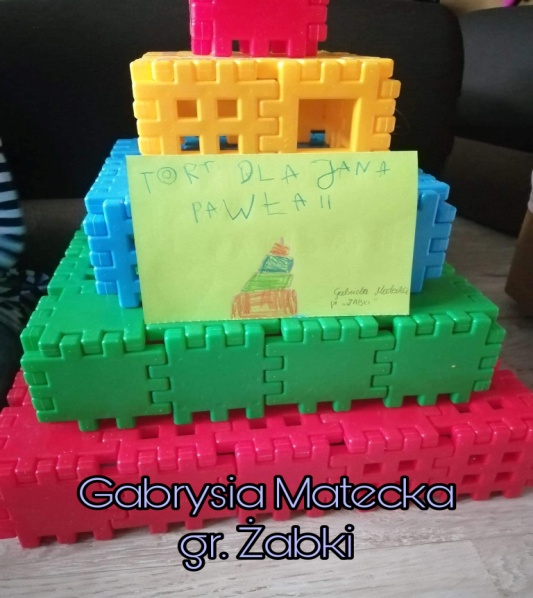 TORT DLA JANA
PAWŁA II
Gabrysia Matecka
gr. Żabki